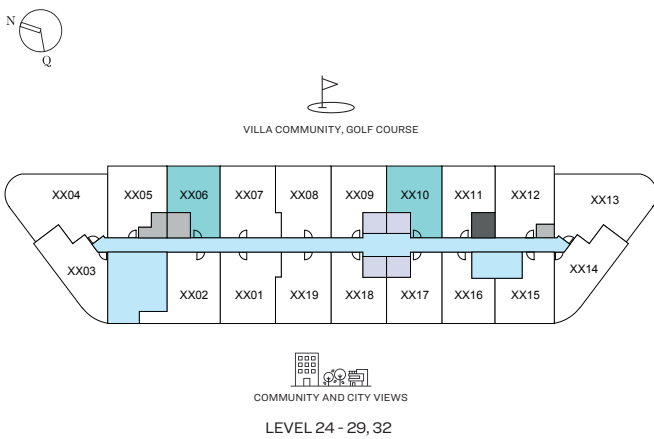 N
Q
VILLA COMMUNITY, GOLF COURSE
XX04 XX05 XX06 XX07 XX08 XX09 XX10 XX11 XX12 XX13
XX03 XX02 XX01 XX19 XX18 XX17 XX16 XX15 XX14
COMMUNITY AND CITY VIEWS
LEVEL 24 - 29, 32